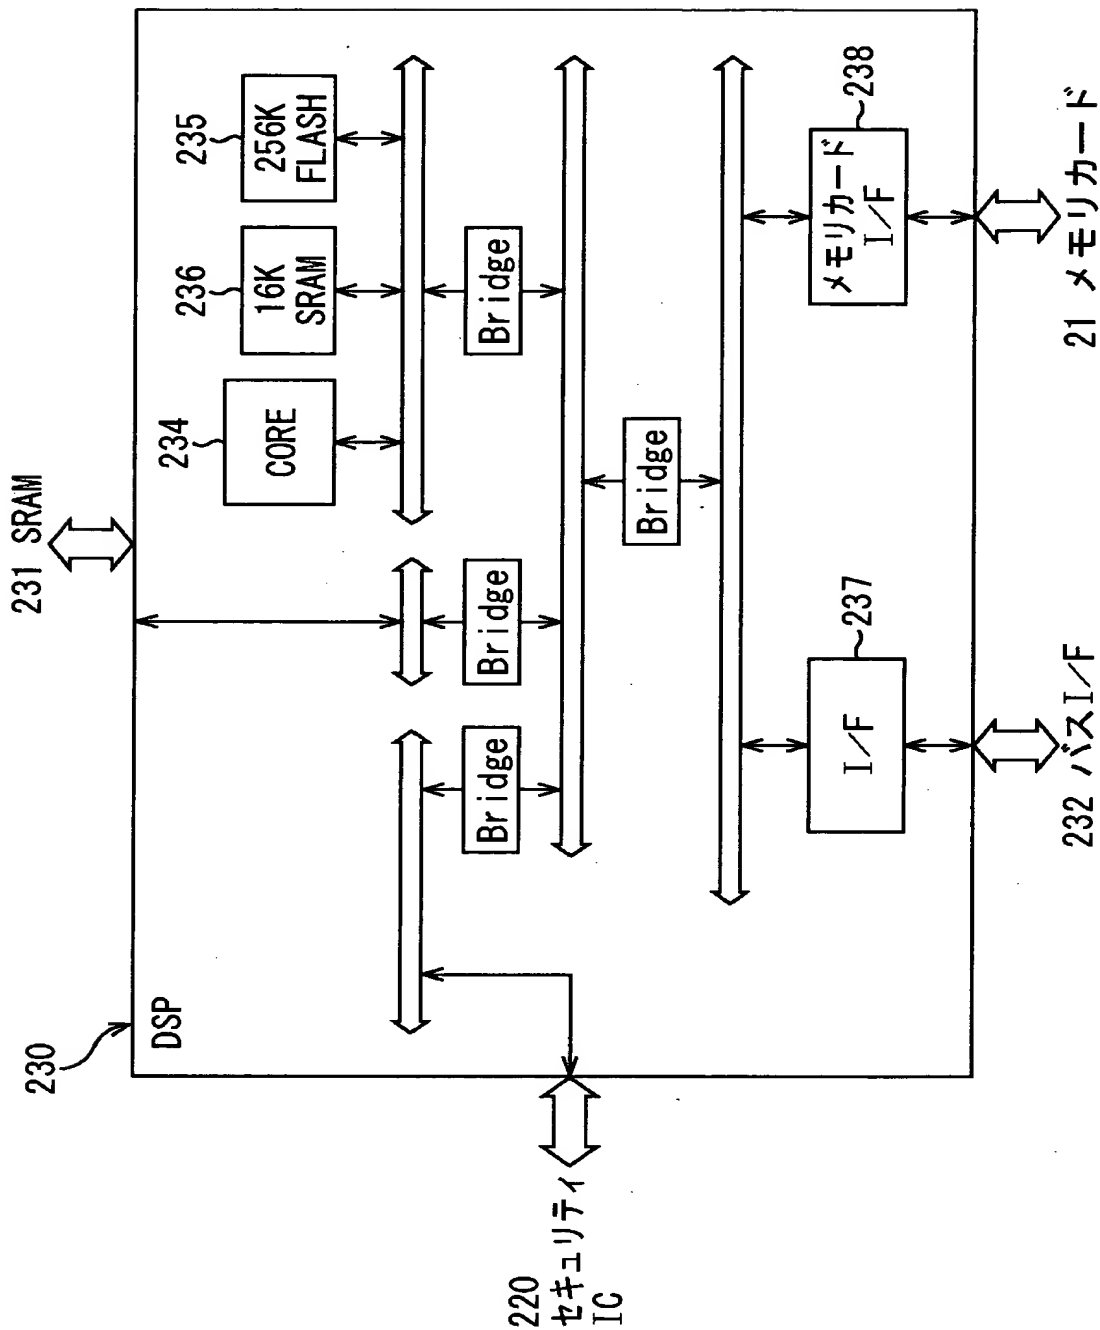 230
DSP
220
セキュリティ
IC
231 SRAM
234
CORE
236
16K
SRAM
235
256K
FLASH
Bridge
Bridge
Bridge
Bridge
237
I/F
238
メモリカード
I/F
232 バスI/F
21 メモリカード